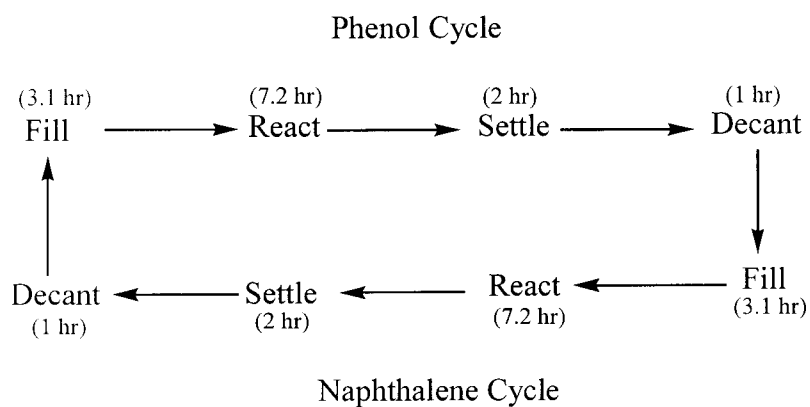 Phenol Cycle
(3.1 hr) (7.2 hr) (2 hr) (1 hr)
Fill React Settle Decant
Decant Settle React Fill
(1 hr) (2 hr) (7.2 hr) (3.1 hr)
Naphthalene Cycle